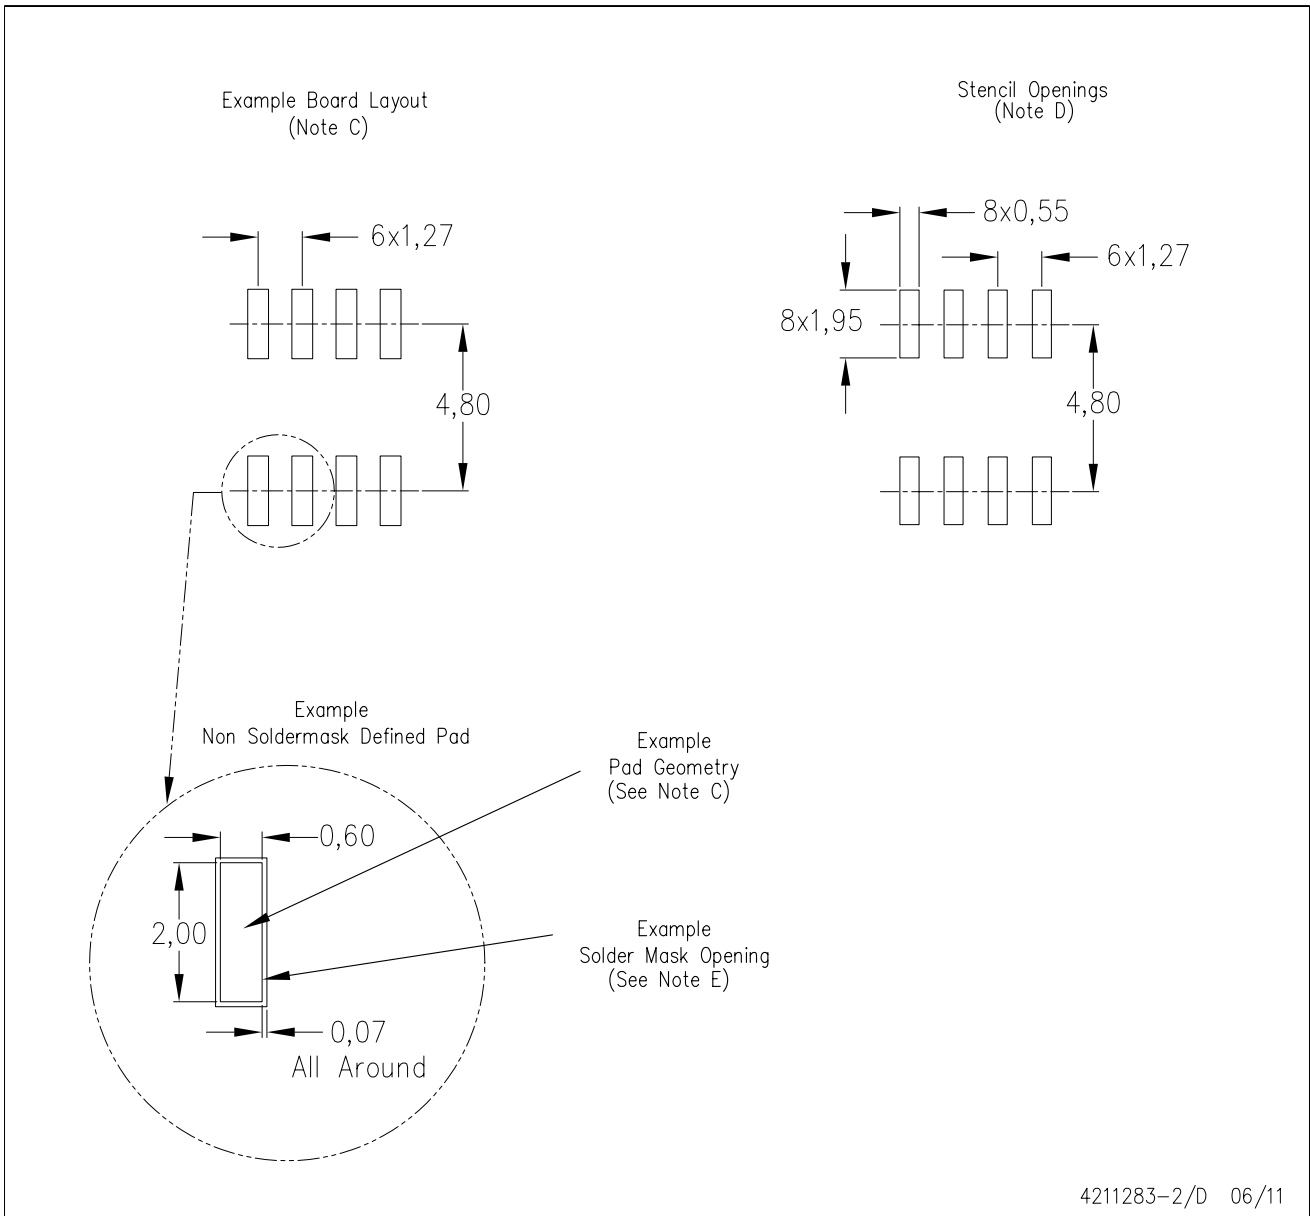 Example Board Layout
(Note C)
Stencil Openings
(Note D)
6x1,27
4,80
8x0,55
6x1,27
8x1,95
4,80
Example
Non Soldermask Defined Pad
Example
Pad Geometry
(See Note C)
0,60
2,00
Example
Solder Mask Opening
(See Note E)
0,07
All Around
4211283-2/D 06/11